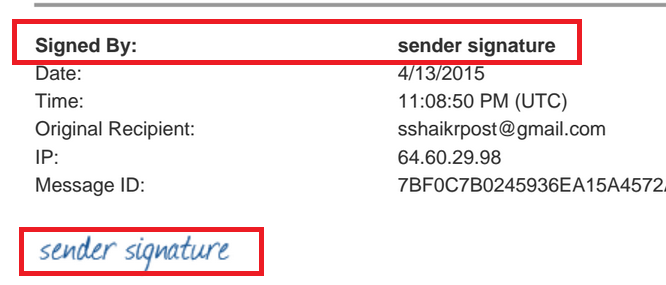 Signed By: sender signature
Date: 4/13/2015
Time: 11:08:50 PM (UTC)
Original Recipient: sshaikrpost@gmail.com
IP: 64.60.29.98
Message ID: 7BF0C7B0245936EA15A4572
sender signature